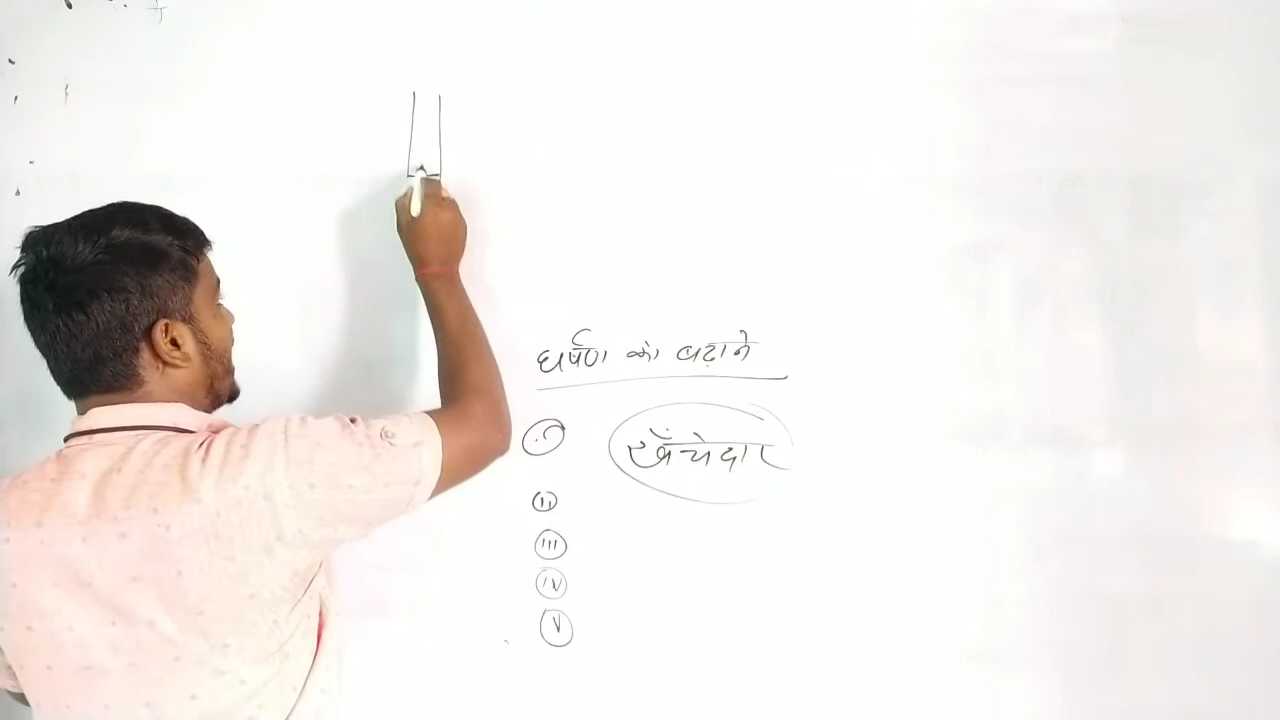 घर्षण को बढ़ाने
(i)
खाँचेदार
(ii)
(iii)
(iv)
(v)